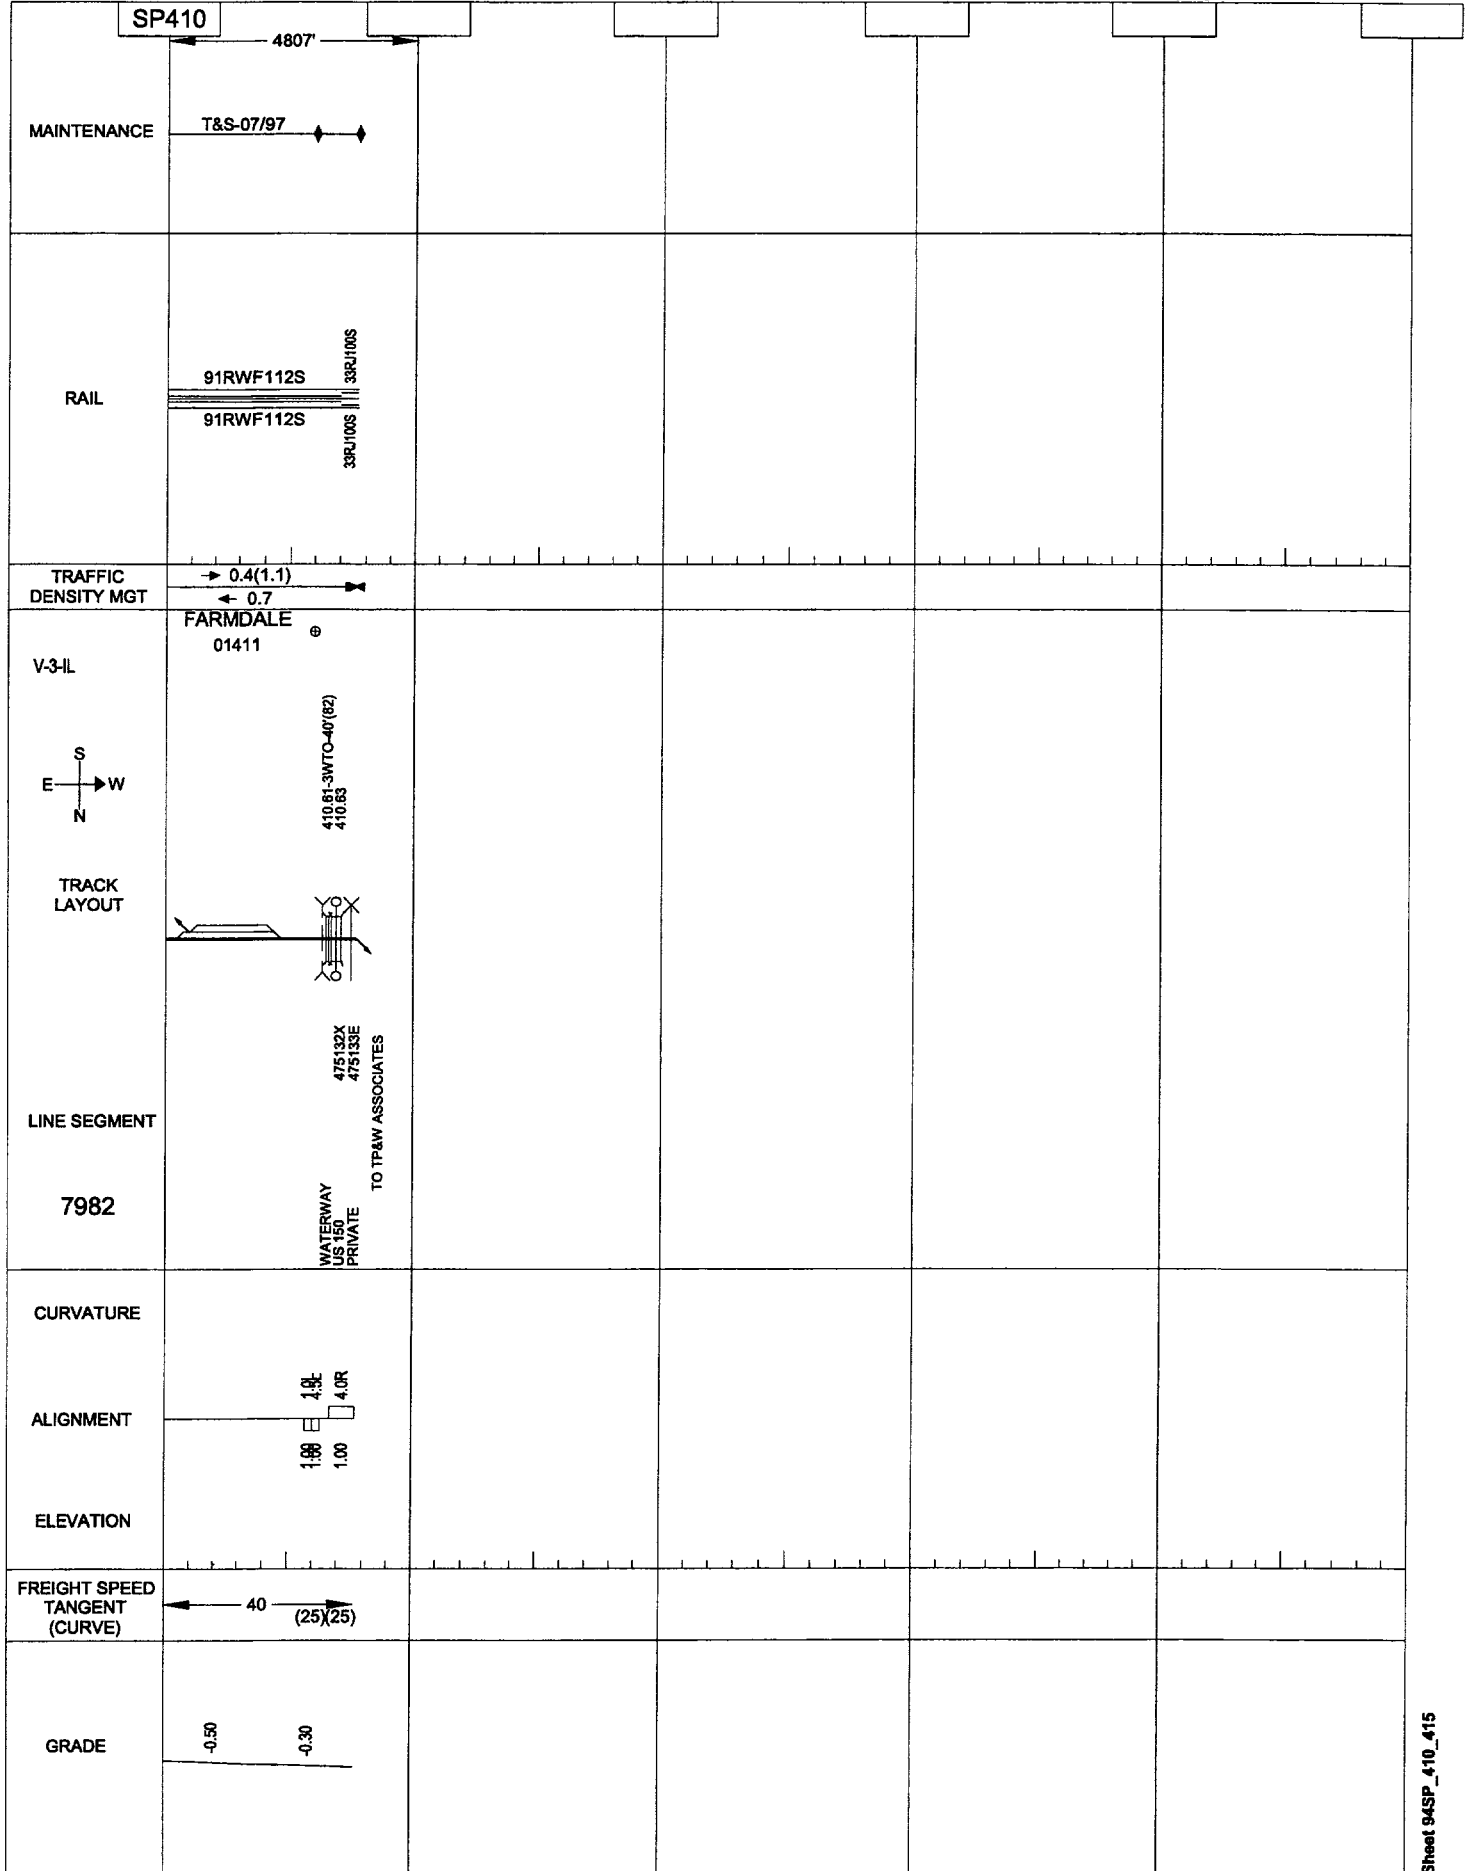 SP410
4807'
MAINTENANCE
T&S-07/97
RAIL
91RWF112S
91RWF112S
33RJ100S
33RJ100S
TRAFFIC
DENSITY MGT
0.4(1.1)
0.7
FARMDALE
01411
V-3-IL
S
E
W
N
410.61-3WTO-40'(82)
410.63
TRACK
LAYOUT
475132X
475133E
TO TP&W ASSOCIATES
LINE SEGMENT
7982
WATERWAY
US 150
PRIVATE
CURVATURE
4.0R
ALIGNMENT
1.00
ELEVATION
FREIGHT SPEED
TANGENT
(CURVE)
40
(25)(25)
GRADE
-0.50
-0.30
Sheet 94SP_410_415